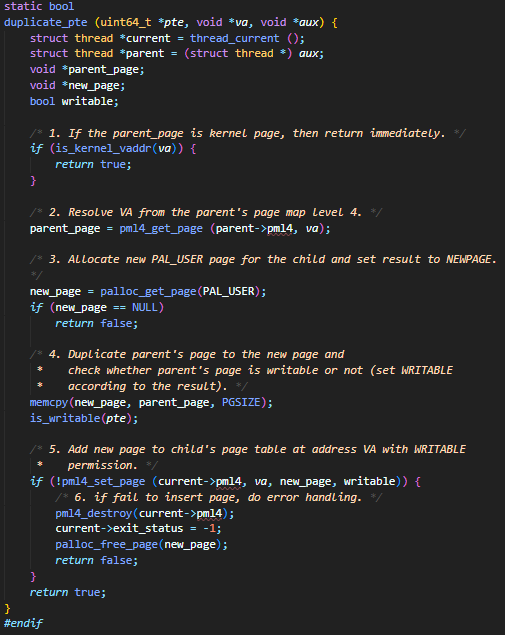 static bool
duplicate_pte (uint64_t *pte, void *va, void *aux) {
struct thread *current = thread_current ();
struct thread *parent = (struct thread *) aux;
void *parent_page;
void *new_page;
bool writable;
/* 1. If the parent_page is kernel page, then return immediately. */
if (is_kernel_vaddr(va)) {
return true;
}
/* 2. Resolve VA from the parent's page map level 4. */
parent_page = pml4_get_page (parent->pml4, va);
/* 3. Allocate new PAL_USER page for the child and set result to NEWPAGE.
*/
new_page = palloc_get_page(PAL_USER);
if (new_page == NULL)
return false;
/* 4. Duplicate parent's page to the new page and
* check whether parent's page is writable or not (set WRITABLE
* according to the result). */
memcpy(new_page, parent_page, PGSIZE);
is_writable(pte);
/* 5. Add new page to child's page table at address VA with WRITABLE
* permission. */
if (!pml4_set_page (current->pml4, va, new_page, writable)) {
/* 6. if fail to insert page, do error handling. */
pml4_destroy(current->pml4);
current->exit_status = -1;
palloc_free_page(new_page);
return false;
}
return true;
}
#endif